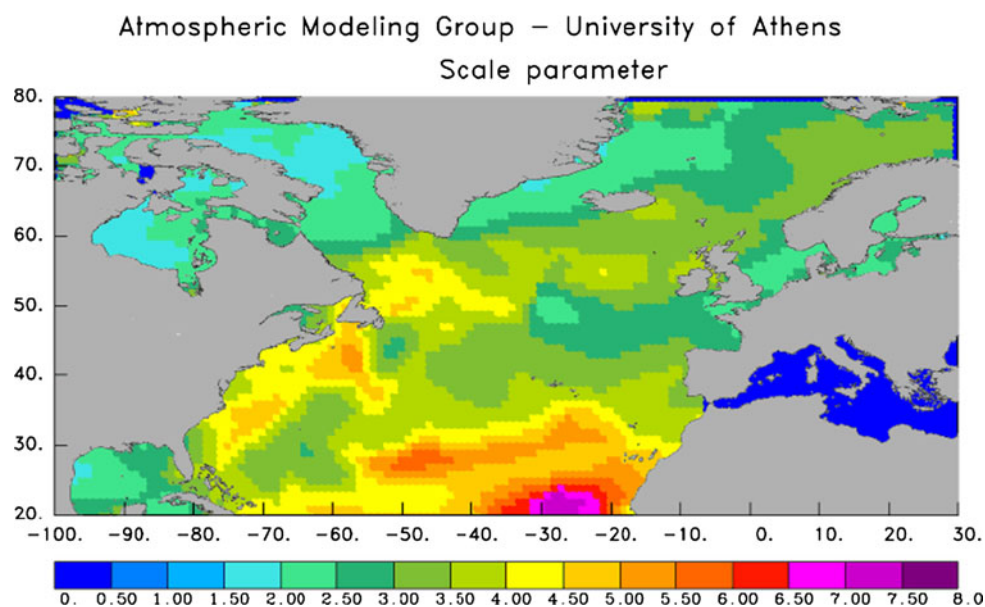 Atmospheric Modeling Group – University of Athens
Scale parameter
80.
70.
60.
50.
40.
30.
20.
−100. −90. −80. −70. −60. −50. −40. −30. −20. −10. 0. 10. 20. 30.
0. 0.50 1.00 1.50 2.00 2.50 3.00 3.50 4.00 4.50 5.00 5.50 6.00 6.50 7.00 7.50 8.0